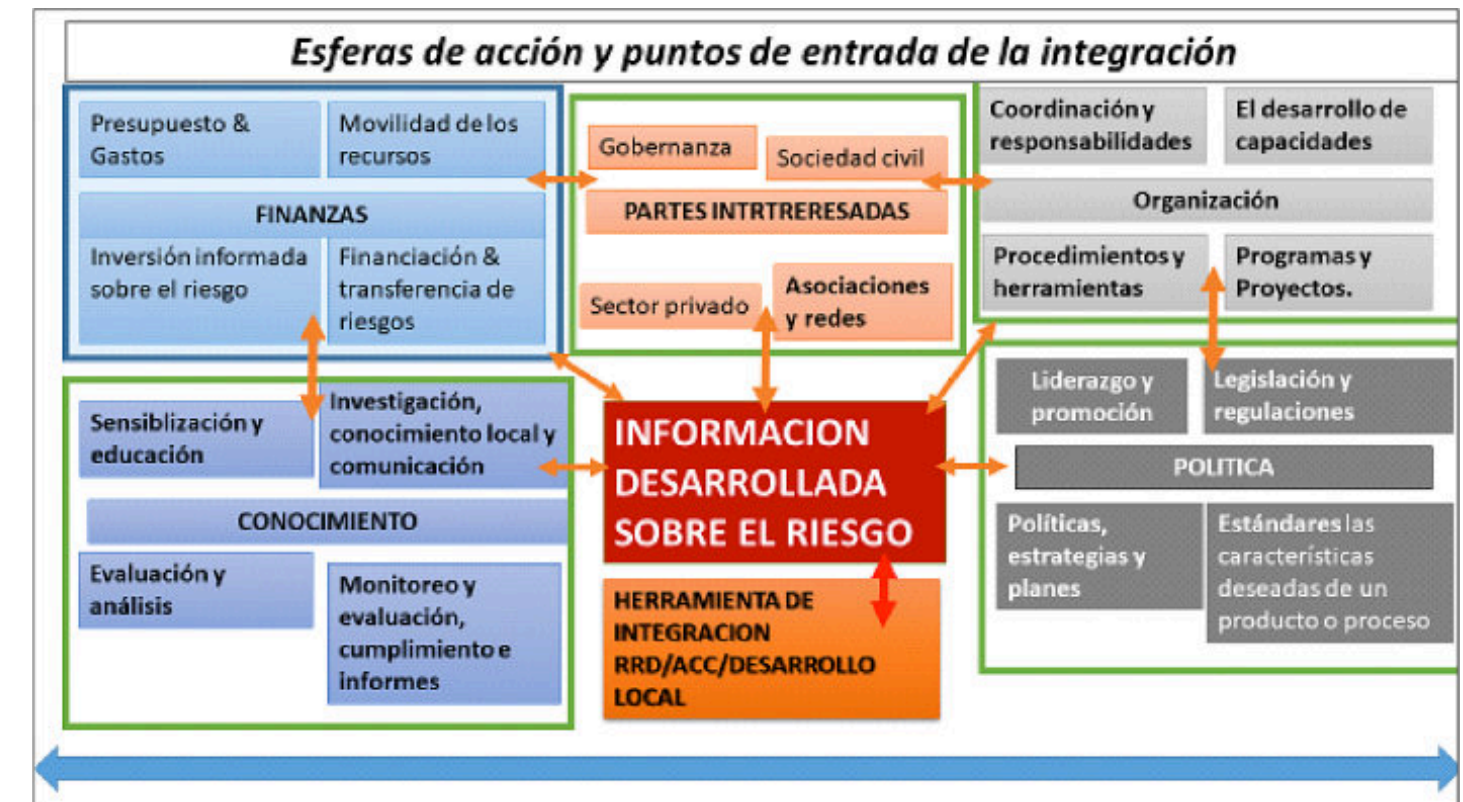 Esferas de acción y puntos de entrada de la integración
Presupuesto &
Gastos
Movilidad de los
recursos
FINANZAS
Inversión informada
sobre el riesgo
Financiación &
transferencia de
riesgos
Gobernanza
Sociedad civil
PARTES INTRTRERESADAS
Sector privado
Asociaciones
y redes
Coordinación y
responsabilidades
El desarrollo de
capacidades
Organización
Procedimientos y
herramientas
Programas y
Proyectos.
Sensiblización y
educación
Investigación,
conocimiento local y
comunicación
CONOCIMIENTO
Evaluación y
análisis
Monitoreo y
evaluación,
cumplimiento e
informes
INFORMACION
DESARROLLADA
SOBRE EL RIESGO
HERRAMIENTA DE
INTEGRACION
RRD/ACC/DESARROLLO
LOCAL
Liderazgo y
promoción
Legislación y
regulaciones
POLITICA
Políticas,
estrategias y
planes
Estándares las
características
deseadas de un
producto o proceso